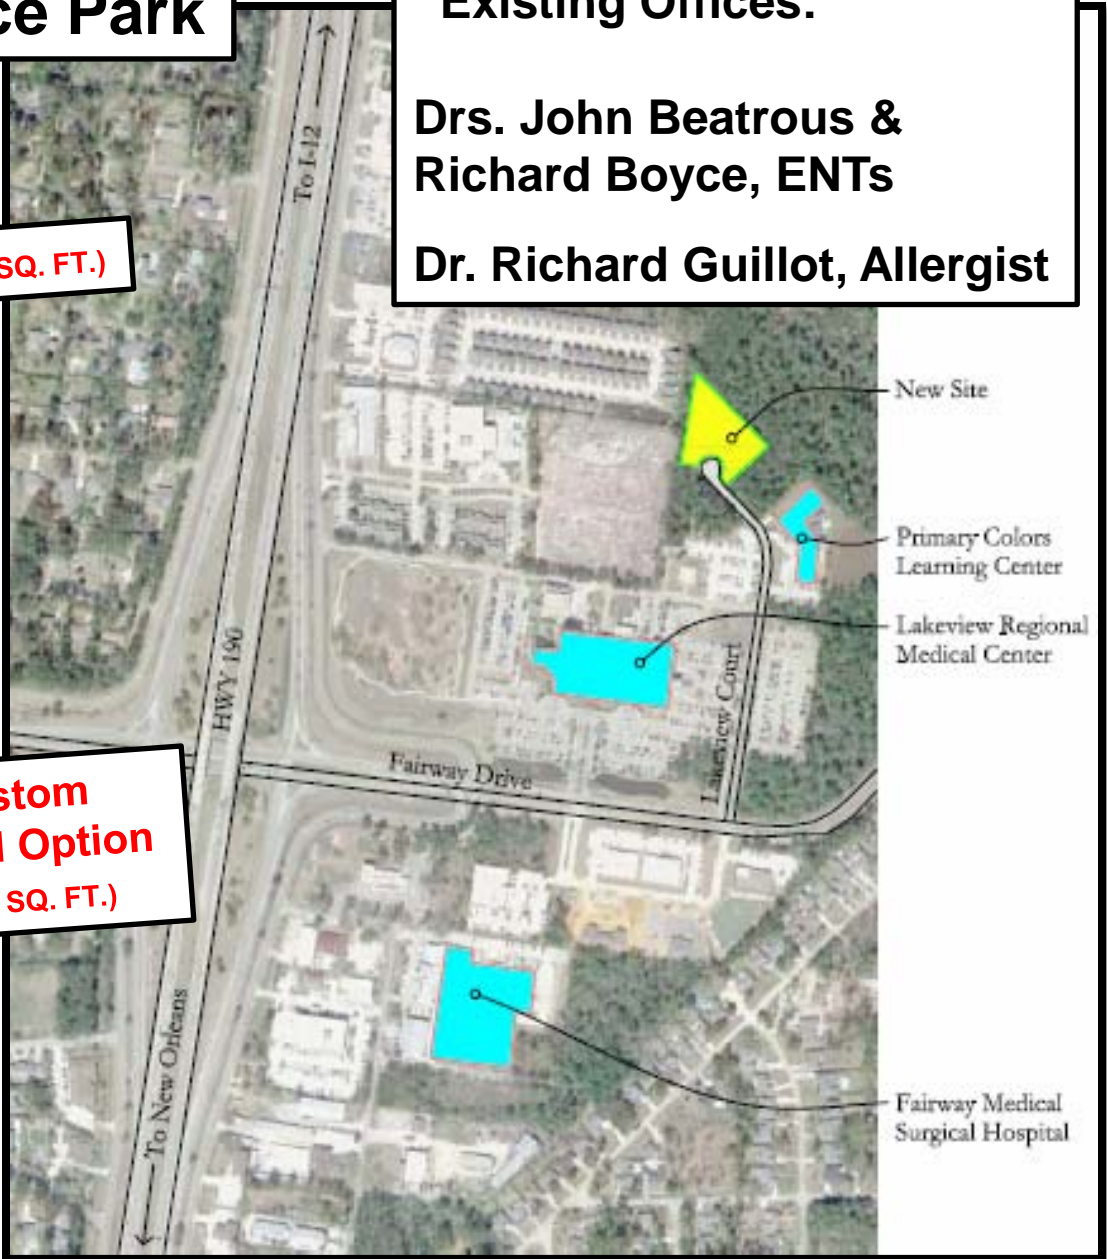 ce Park
Existing Offices:
Drs. John Beatrous &
Richard Boyce, ENTs
Dr. Richard Guillot, Allergist
To I-12
SQ. FT.)
New Site
Primary Colors
Learning Center
Lakeview Regional
Medical Center
HWY 190
Lakeview Court
Fairway Drive
stom
l Option
SQ. FT.)
To New Orleans
Fairway Medical
Surgical Hospital